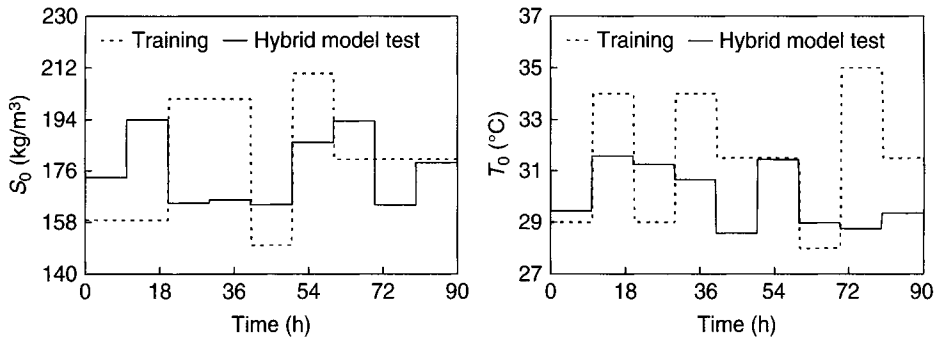 230
212
194
176
158
140
S₀ (kg/m³)
Training
Hybrid model test
0 18 36 54 72 90
Time (h)
37
35
33
31
29
27
T₀ (°C)
Training
Hybrid model test
0 18 36 54 72 90
Time (h)